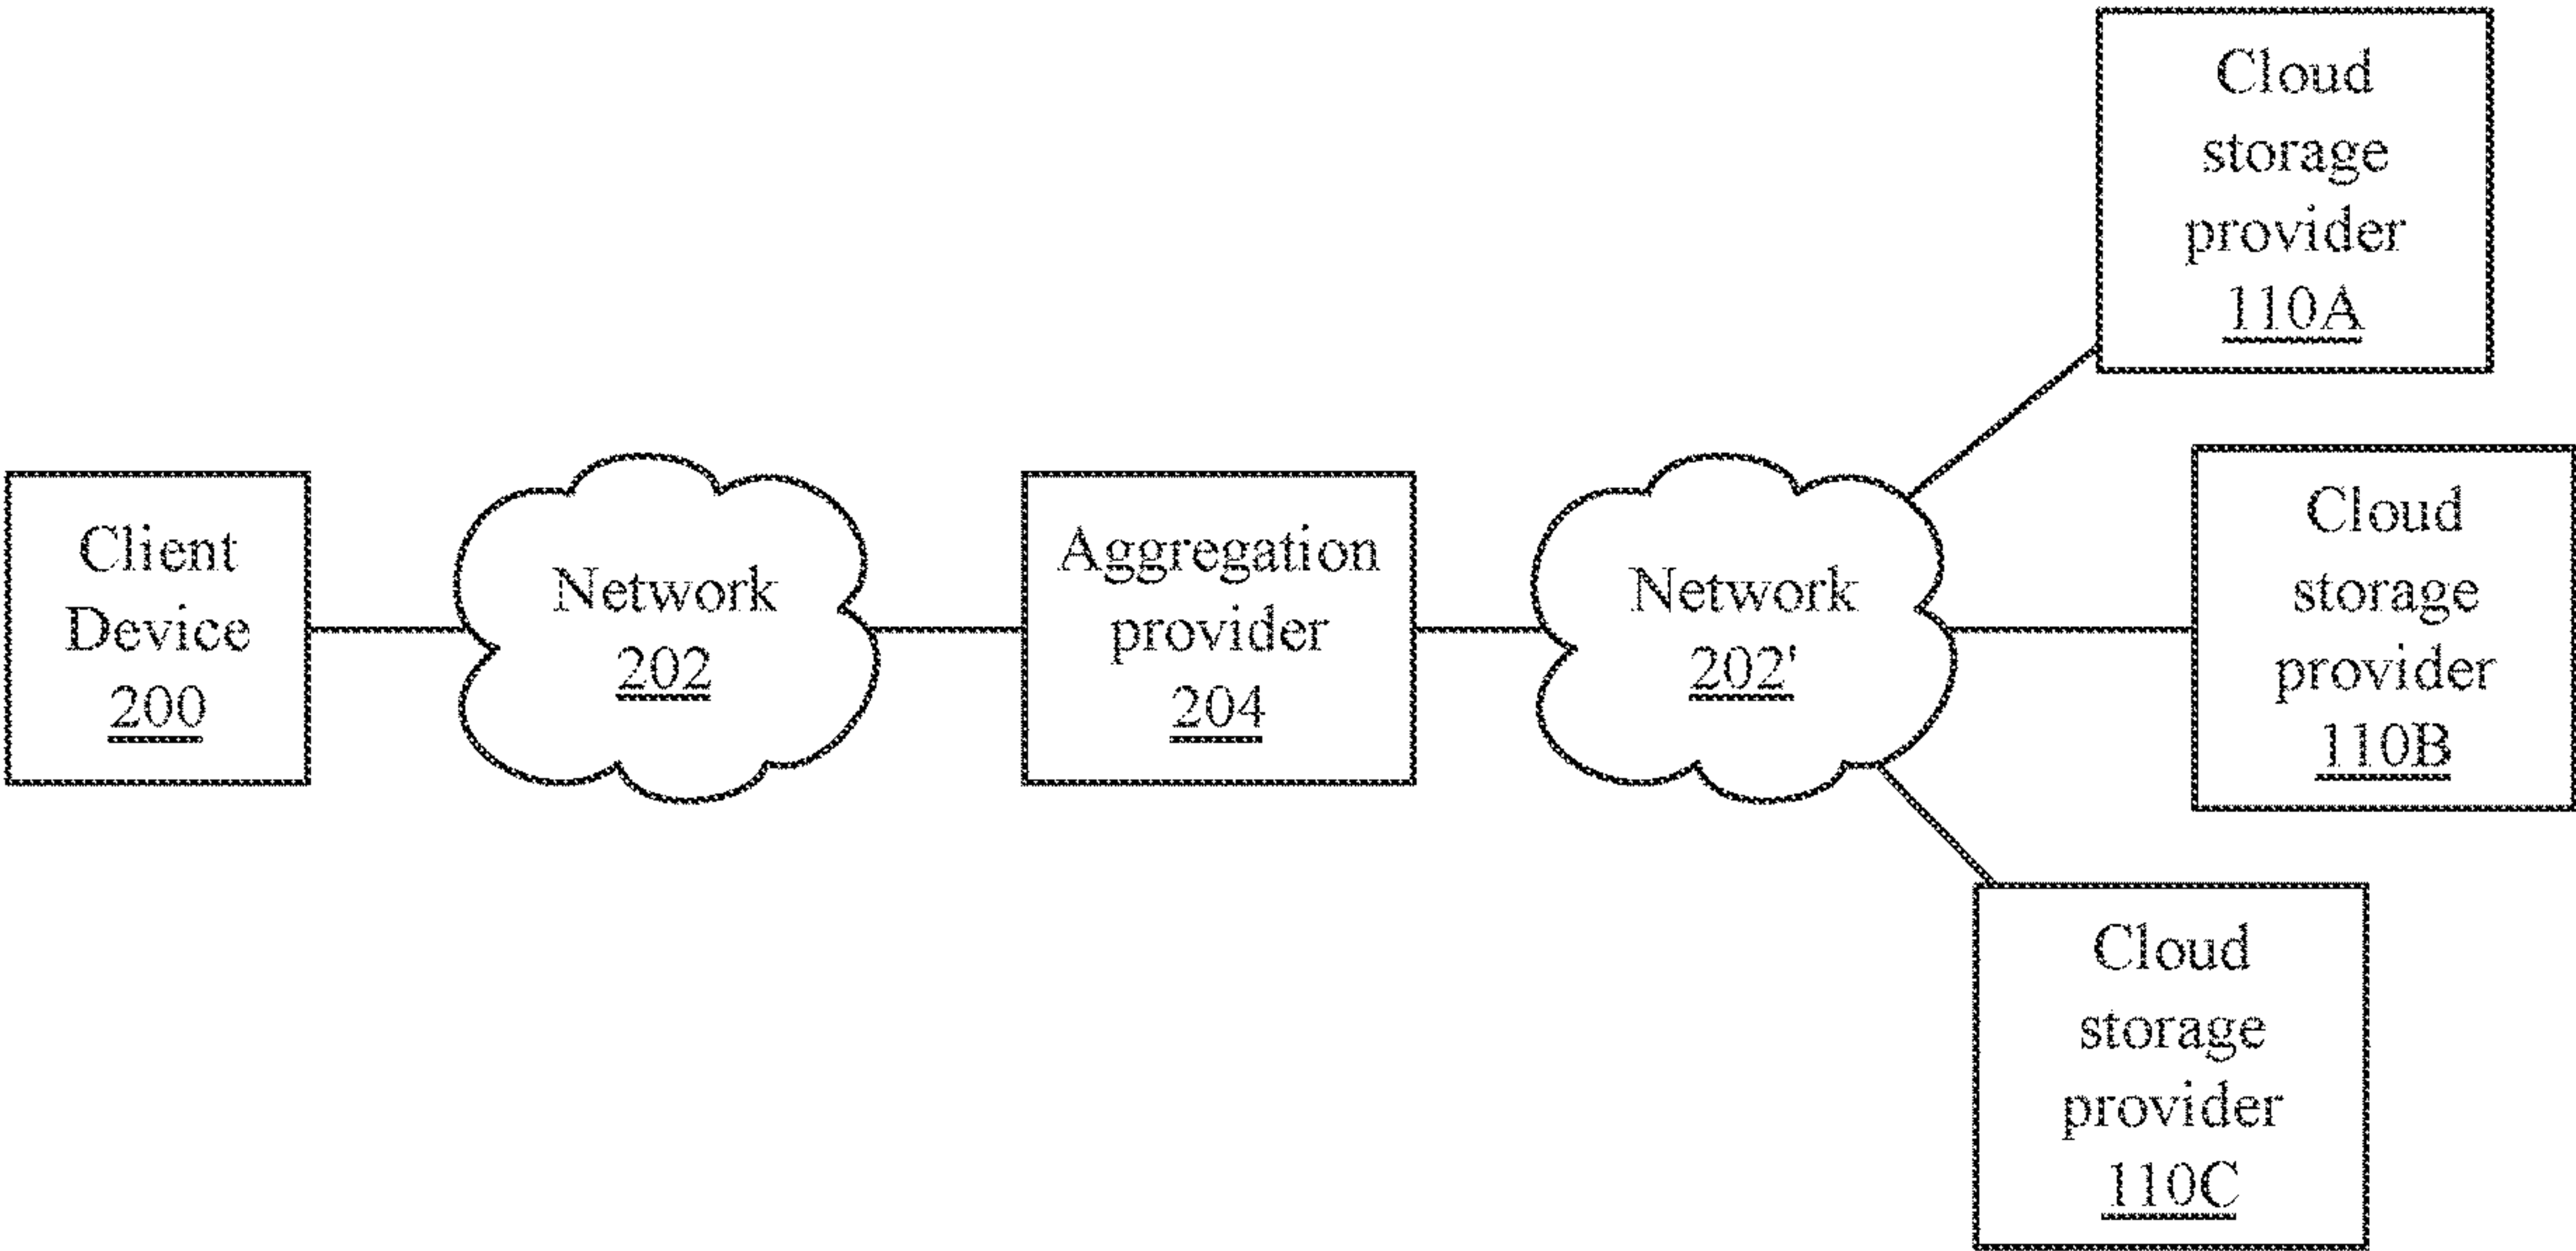 Client
Device
200
Network
202
Aggregation
provider
204
Network
202'
Cloud
storage
provider
110A
Cloud
storage
provider
110B
Cloud
storage
provider
110C